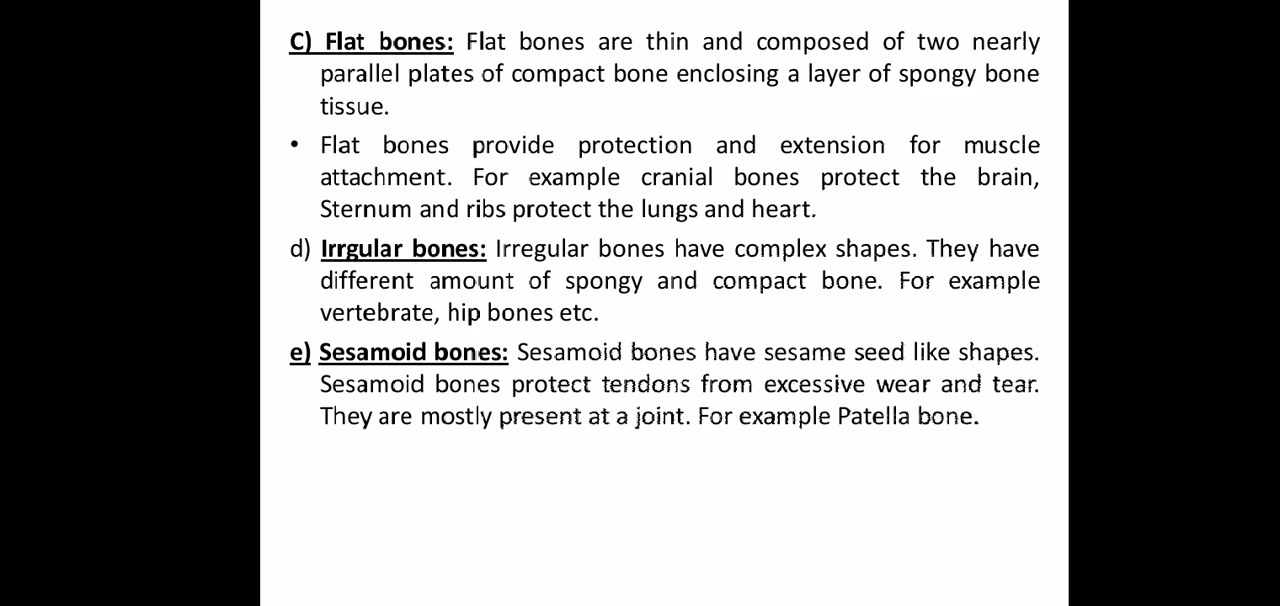 C) Flat bones: Flat bones are thin and composed of two nearly
parallel plates of compact bone enclosing a layer of spongy bone
tissue.
• Flat bones provide protection and extension for muscle
attachment. For example cranial bones protect the brain,
Sternum and ribs protect the lungs and heart.
d) Irrgular bones: Irregular bones have complex shapes. They have
different amount of spongy and compact bone. For example
vertebrate, hip bones etc.
e) Sesamoid bones: Sesamoid bones have sesame seed like shapes.
Sesamoid bones protect tendons from excessive wear and tear.
They are mostly present at a joint. For example Patella bone.